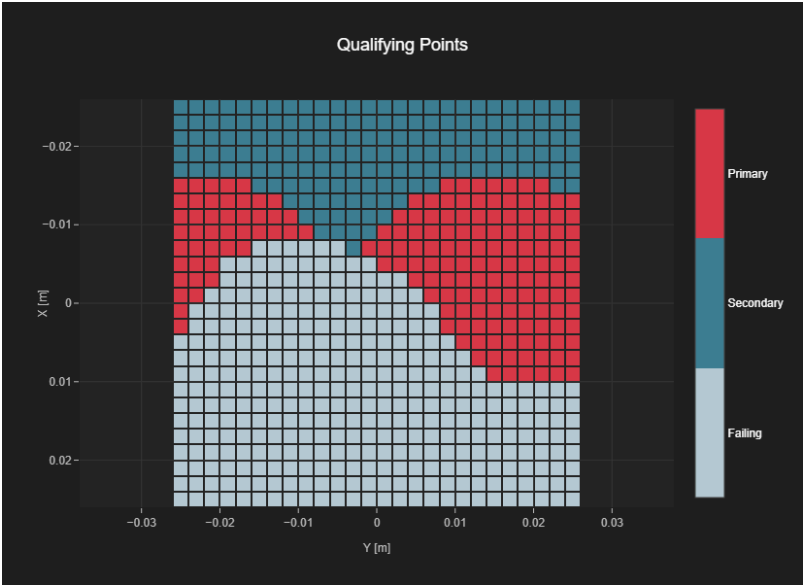 Qualifying Points
−0.02
−0.01
0
0.01
0.02
X [m]
−0.03
−0.02
−0.01
0
0.01
0.02
0.03
Y [m]
Primary
Secondary
Failing